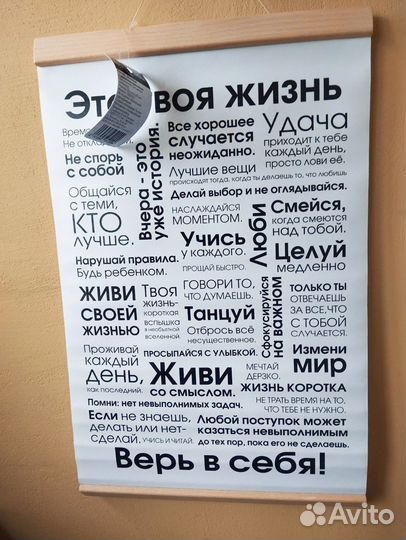 Это ВОЯ ЖИЗНЬ
Время
Не откла
Не спорь
с собой
Общайся
с теми,
КТО
лучше.
Вчера - это
уже история.
Все хорошее
случается
неожиданно.
Удача
приходит к тебе
каждый день,
просто лови её.
Лучшие вещи
происходят тогда, когда ты делаешь то, что любишь
Делай выбор и не оглядывайся.
НАСЛАЖДАЙСЯ
МОМЕНТОМ.
ЛЮБИ
Смейся,
когда смеются
над тобой.
Нарушай правила.
Будь ребенком.
Учись
у каждого.
ПРОЩАЙ БЫСТРО.
Целуй
медленно
ЖИВИ
СВОЕЙ
ЖИЗНЬЮ
Твоя
жизнь-
короткая
вспышка
в необъятной
вселенной.
ГОВОРИ ТО,
ЧТО ДУМАЕШЬ.
Танцуй
Отбрось всё
несущественное.
Сфокусируйся
на важном
ТОЛЬКО ТЫ
ОТВЕЧАЕШЬ
ЗА ВСЕ,ЧТО
С ТОБОЙ
СЛУЧАЕТСЯ.
Проживай
каждый
день,
как последний.
ПРОСЫПАЙСЯ С УЛЫБКОЙ.
Живи
со смыслом.
МЕЧТАЙ
ДЕРЗКО.
Измени
мир
ЖИЗНЬ КОРОТКА
НЕ ТРАТЬ ВРЕМЯ НА ТО,
ЧТО ТЕБЕ НЕ НУЖНО.
Помни: нет невыполнимых задач.
Если не знаешь,
делать или нет-
сделай.
УЧИСЬ И ЧИТАЙ.
Любой поступок может
казаться невыполнимым
до тех пор, пока его не сделаешь.
Верь в себя!
Avito